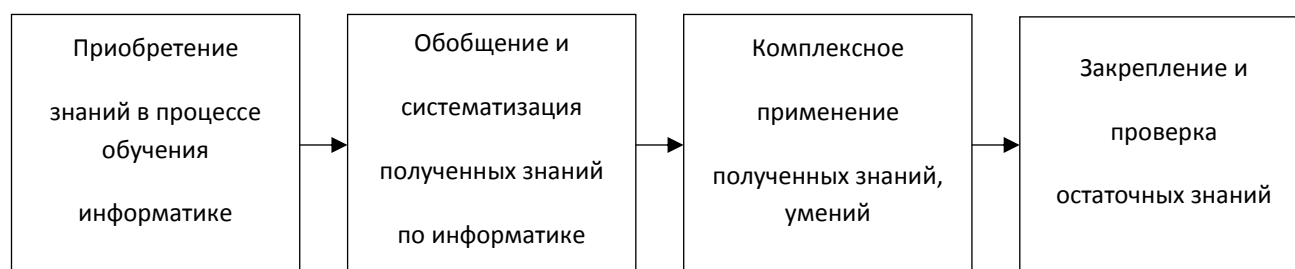 Приобретение
знаний в процессе
обучения
информатике
Обобщение и
систематизация
полученных знаний
по информатике
Комплексное
применение
полученных знаний,
умений
Закрепление и
проверка
остаточных знаний